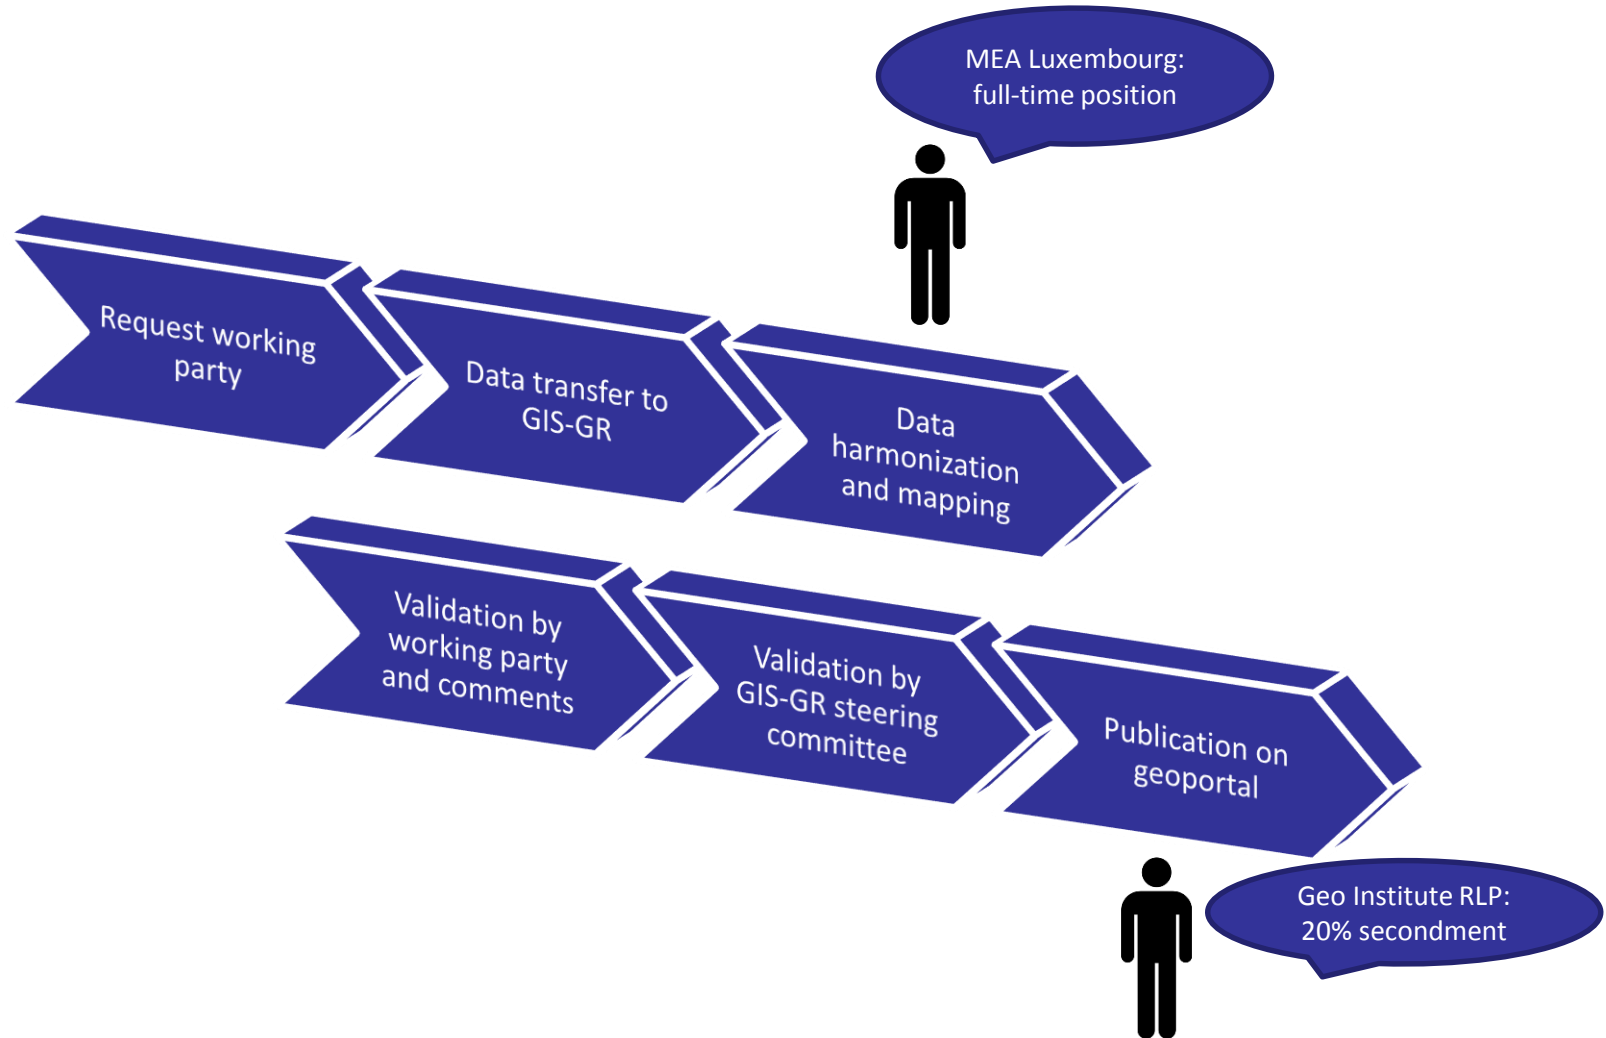 MEA Luxembourg:
full-time position
Request working
party
Data transfer to
GIS-GR
Data
harmonization
and mapping
Validation by
working party
and comments
Validation by
GIS-GR steering
committee
Publication on
geoportal
Geo Institute RLP:
20% secondment